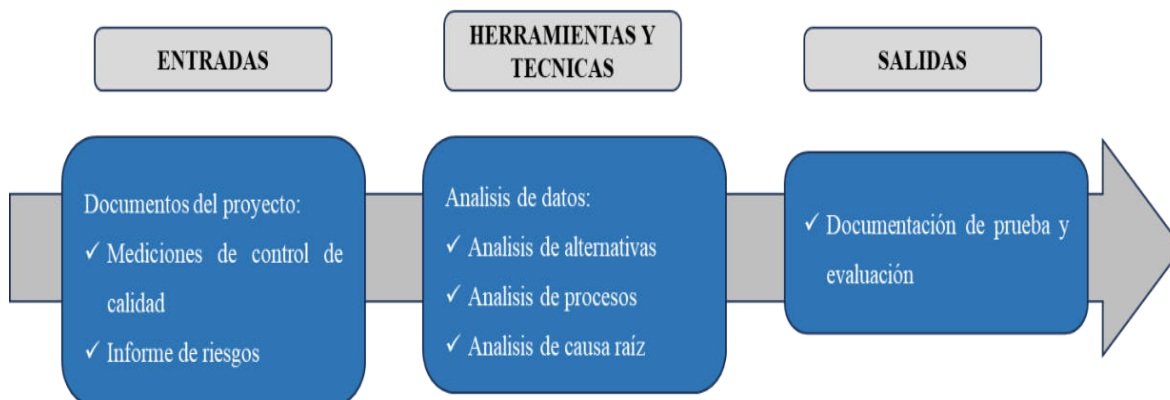 ENTRADAS
HERRAMIENTAS Y
TECNICAS
SALIDAS
Documentos del proyecto:
✓ Mediciones de control de
calidad
✓ Informe de riesgos
Analisis de datos:
✓ Analisis de alternativas
✓ Analisis de procesos
✓ Analisis de causa raíz
✓ Documentación de prueba y
evaluación